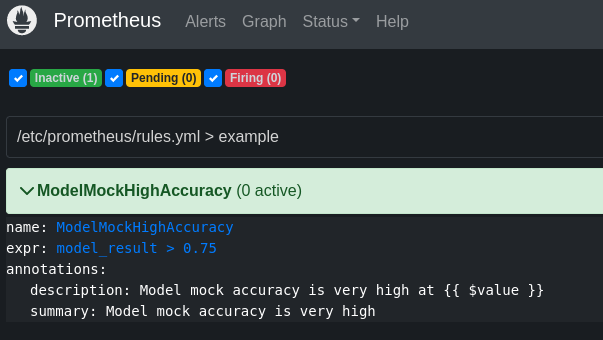 Prometheus Alerts Graph Status Help
Inactive (1) Pending (0) Firing (0)
/etc/prometheus/rules.yml > example
ModelMockHighAccuracy (0 active)
name: ModelMockHighAccuracy
expr: model_result > 0.75
annotations:
description: Model mock accuracy is very high at {{ $value }}
summary: Model mock accuracy is very high